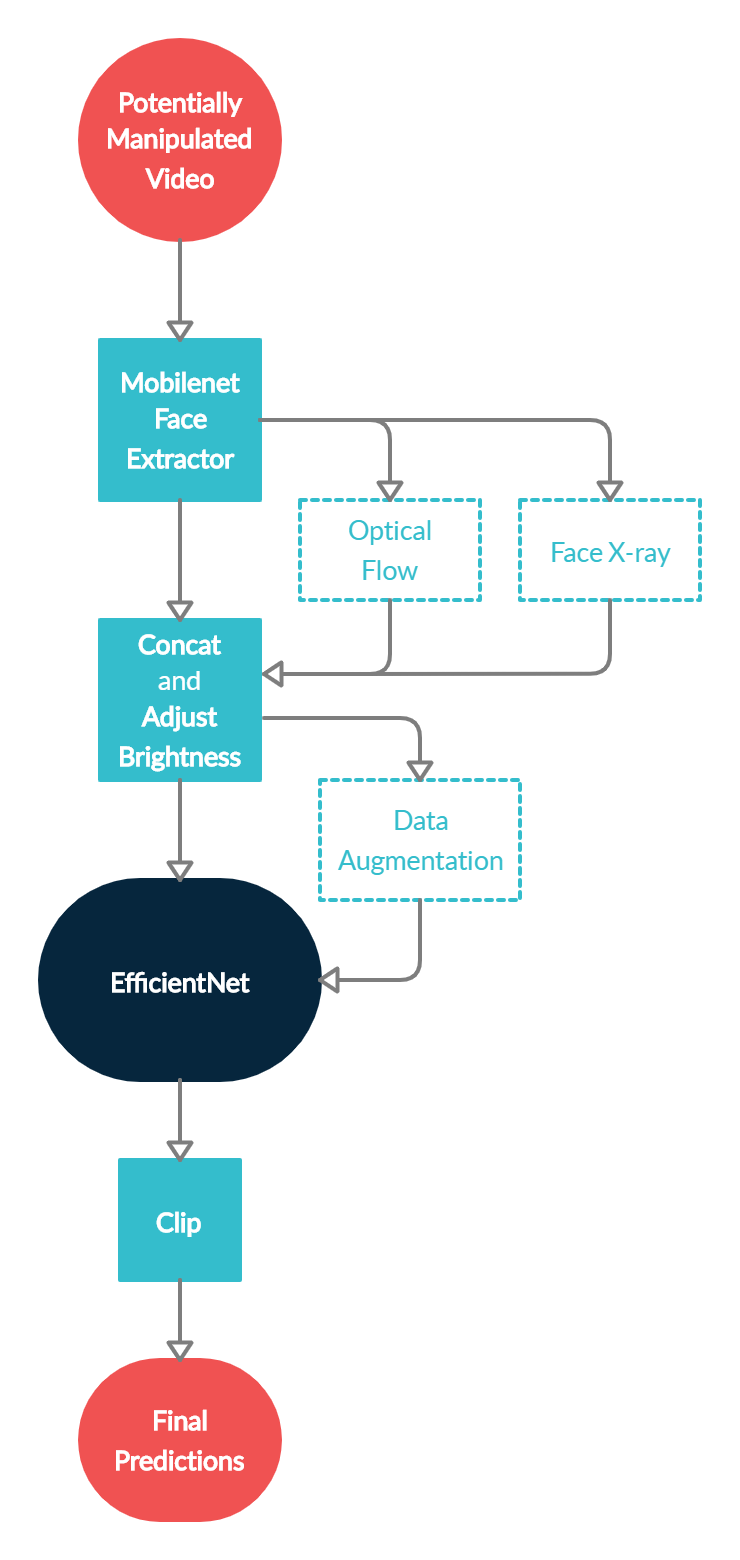 Potentially
Manipulated
Video
Mobilenet
Face
Extractor
Optical
Flow
Face X-ray
Concat
and
Adjust
Brightness
Data
Augmentation
EfficientNet
Clip
Final
Predictions